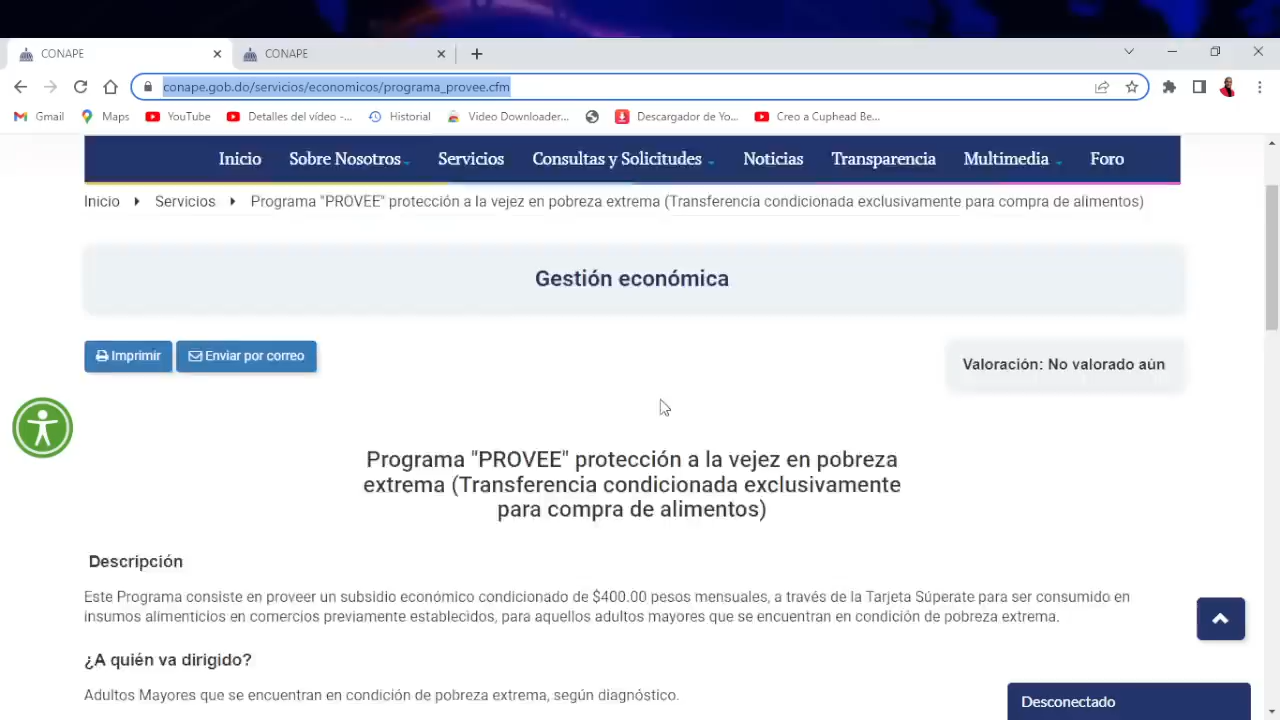 CONAPE
CONAPE
conape.gob.do/servicios/economicos/programa_provee.cfm
Gmail Maps YouTube Detalles del vídeo -... Historial Video Downloader... Descargador de Yo... Creo a Cuphead Be...
Inicio Sobre Nosotros Servicios Consultas y Solicitudes Noticias Transparencia Multimedia Foro
Inicio Servicios Programa "PROVEE" protección a la vejez en pobreza extrema (Transferencia condicionada exclusivamente para compra de alimentos)
Gestión económica
Imprimir Enviar por correo
Valoración: No valorado aún
Programa "PROVEE" protección a la vejez en pobreza
extrema (Transferencia condicionada exclusivamente
para compra de alimentos)
Descripción
Este Programa consiste en proveer un subsidio económico condicionado de $400.00 pesos mensuales, a través de la Tarjeta Súperate para ser consumido en
insumos alimenticios en comercios previamente establecidos, para aquellos adultos mayores que se encuentran en condición de pobreza extrema.
¿A quién va dirigido?
Adultos Mayores que se encuentran en condición de pobreza extrema, según diagnóstico.
Desconectado